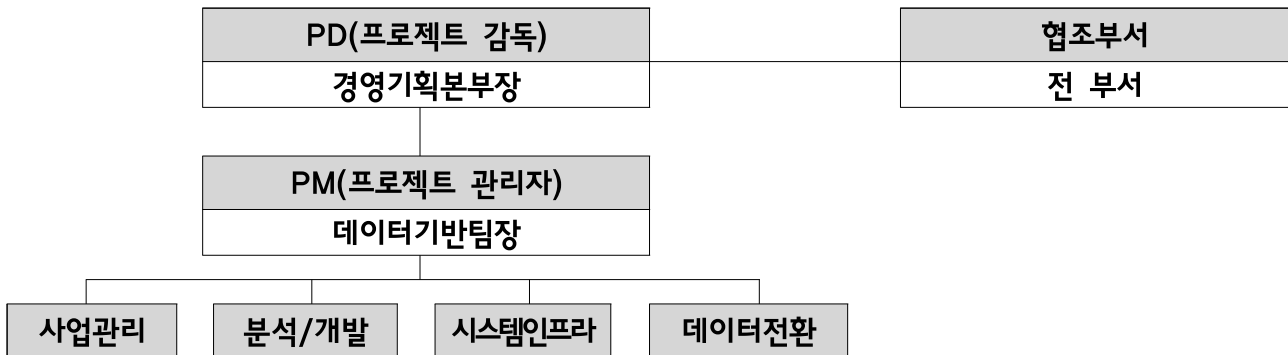 PD(프로젝트 감독)
경영기획본부장
협조부서
전 부서
PM(프로젝트 관리자)
데이터기반팀장
사업관리
분석/개발
시스템인프라
데이터전환